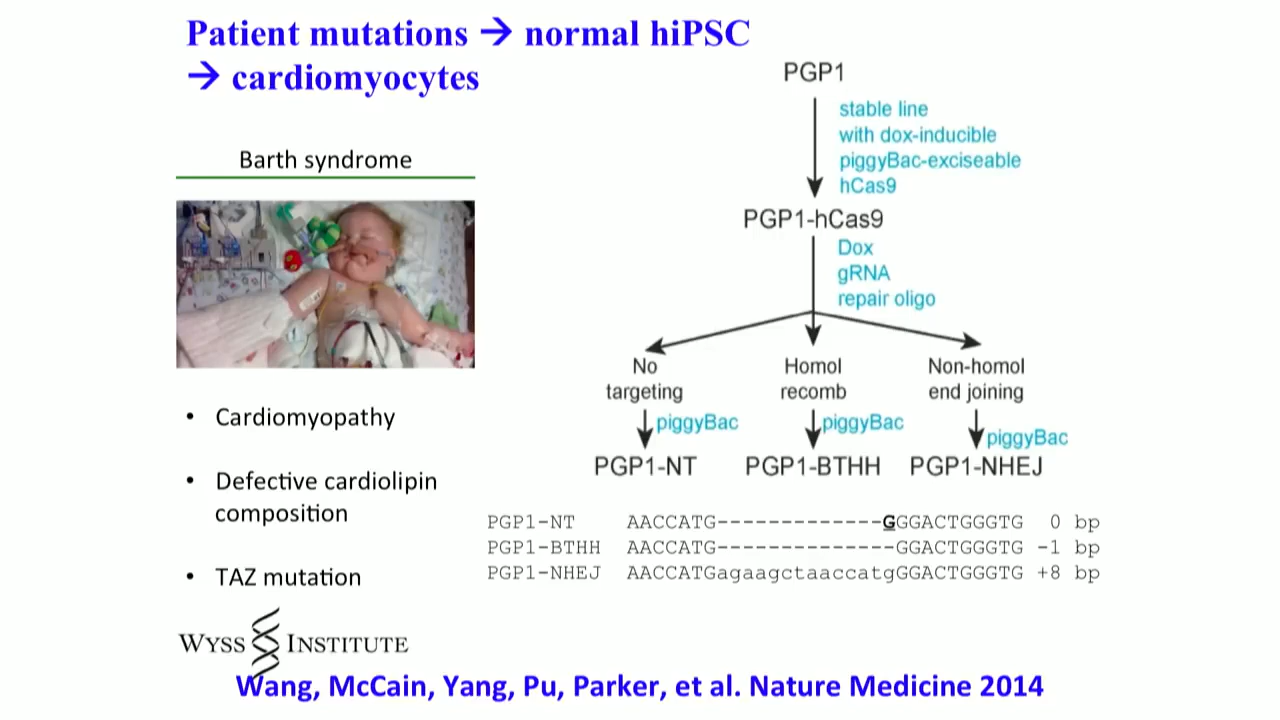 Patient mutations → normal hiPSC
→ cardiomyocytes
Barth syndrome
• Cardiomyopathy
• Defective cardiolipin
composition
• TAZ mutation
PGP1
stable line
with dox-inducible
piggyBac-exciseable
hCas9
PGP1-hCas9
Dox
gRNA
repair oligo
No
targeting
Homol
recomb
Non-homol
end joining
piggyBac
piggyBac
piggyBac
PGP1-NT
PGP1-BTHH
PGP1-NHEJ
PGP1-NT AACCATG-------------GGGACTGGGTG 0 bp
PGP1-BTHH AACCATG--------------GGACTGGGTG -1 bp
PGP1-NHEJ AACCATGagaagctaaccatgGGACTGGGTG +8 bp
WYSS INSTITUTE
Wang, McCain, Yang, Pu, Parker, et al. Nature Medicine 2014